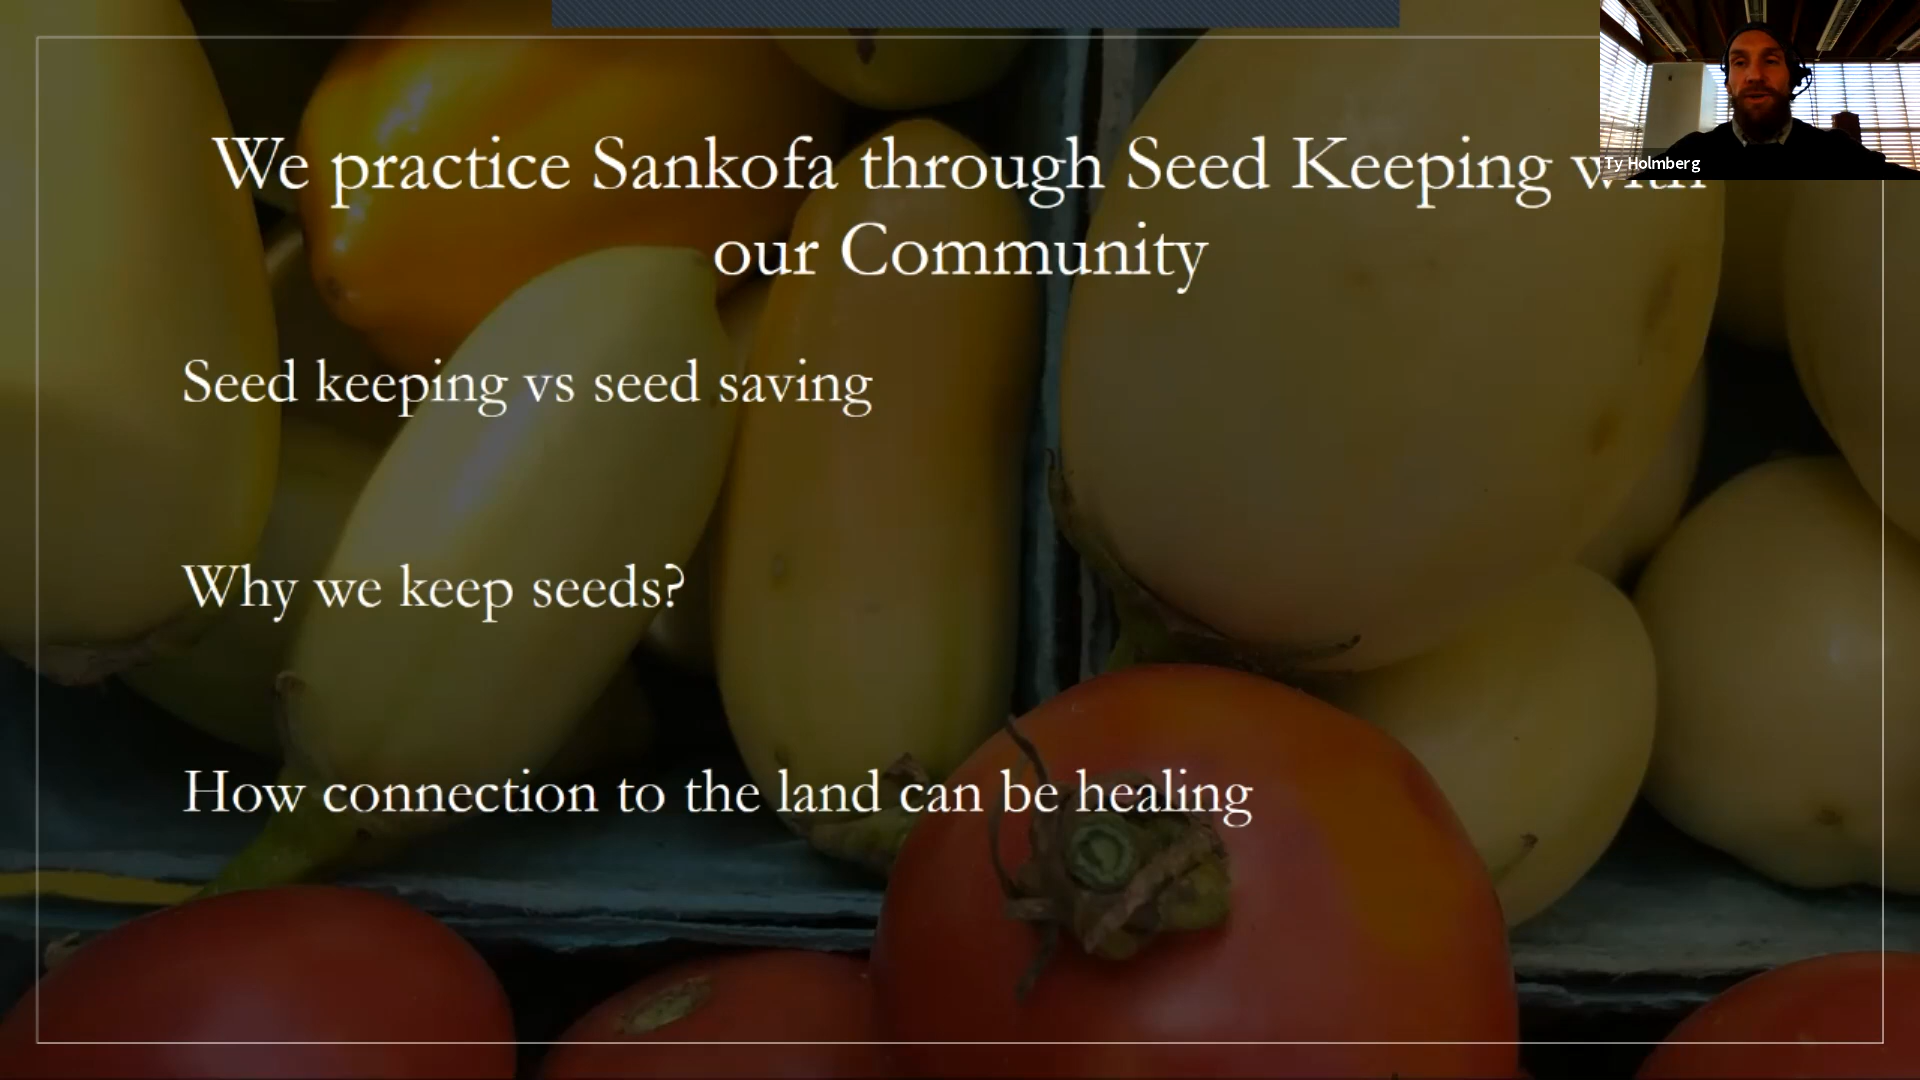 We practice Sankofa through Seed Keeping with
our Community
Seed keeping vs seed saving
Why we keep seeds?
How connection to the land can be healing
Ty Holmberg